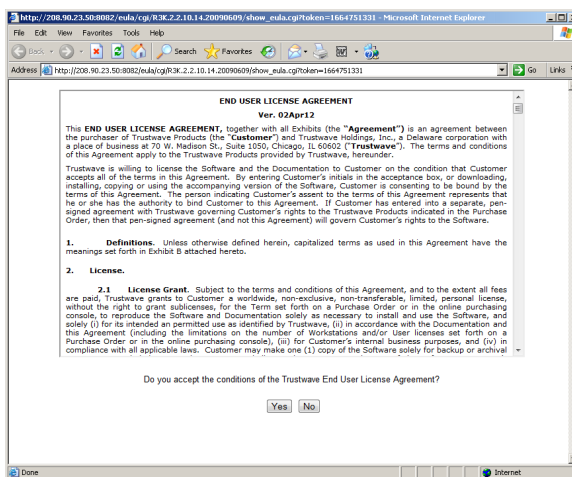 http://208.90.23.50:8082/eula/cgi/R3K.2.2.10.14.20090609/show_eula.cgi?token=1664751331 - Microsoft Internet Explorer
File Edit View Favorites Tools Help
Back Search Favorites
Address http://208.90.23.50:8082/eula/cgi/R3K.2.2.10.14.20090609/show_eula.cgi?token=1664751331 Go Links
END USER LICENSE AGREEMENT
Ver. 02Apr12
This END USER LICENSE AGREEMENT, together with all Exhibits (the "Agreement") is an agreement between
the purchaser of Trustwave Products (the "Customer") and Trustwave Holdings, Inc., a Delaware corporation with
a place of business at 70 W. Madison St., Suite 1050, Chicago, IL 60602 ("Trustwave"). The terms and conditions
of this Agreement apply to the Trustwave Products provided by Trustwave, hereunder.
Trustwave is willing to license the Software and the Documentation to Customer on the condition that Customer
accepts all of the terms in this Agreement. By entering Customer's initials in the acceptance box, or downloading,
installing, copying or using the accompanying version of the Software, Customer is consenting to be bound by the
terms of this Agreement. The person indicating Customer's assent to the terms of this Agreement represents that
he or she has the authority to bind Customer to this Agreement. If Customer has entered into a separate, pen-
signed agreement with Trustwave governing Customer's rights to the Trustwave Products indicated in the Purchase
Order, then that pen-signed agreement (and not this Agreement) will govern Customer's rights to the Software.
1. Definitions. Unless otherwise defined herein, capitalized terms as used in this Agreement have the
meanings set forth in Exhibit B attached hereto.
2. License.
2.1 License Grant. Subject to the terms and conditions of this Agreement, and to the extent all fees
are paid, Trustwave grants to Customer a worldwide, non-exclusive, non-transferable, limited, personal license,
without the right to grant sublicenses, for the Term set forth on a Purchase Order or in the online purchasing
console, to reproduce the Software and Documentation solely as necessary to install and use the Software, and
solely (i) for its intended an permitted use as identified by Trustwave, (ii) in accordance with the Documentation and
this Agreement (including the limitations on the number of Workstations and/or User licenses set forth on a
Purchase Order or in the online purchasing console), (iii) for Customer's internal business purposes, and (iv) in
compliance with all applicable laws. Customer may make one (1) copy of the Software solely for backup or archival
Do you accept the conditions of the Trustwave End User License Agreement?
Yes No
Done Internet